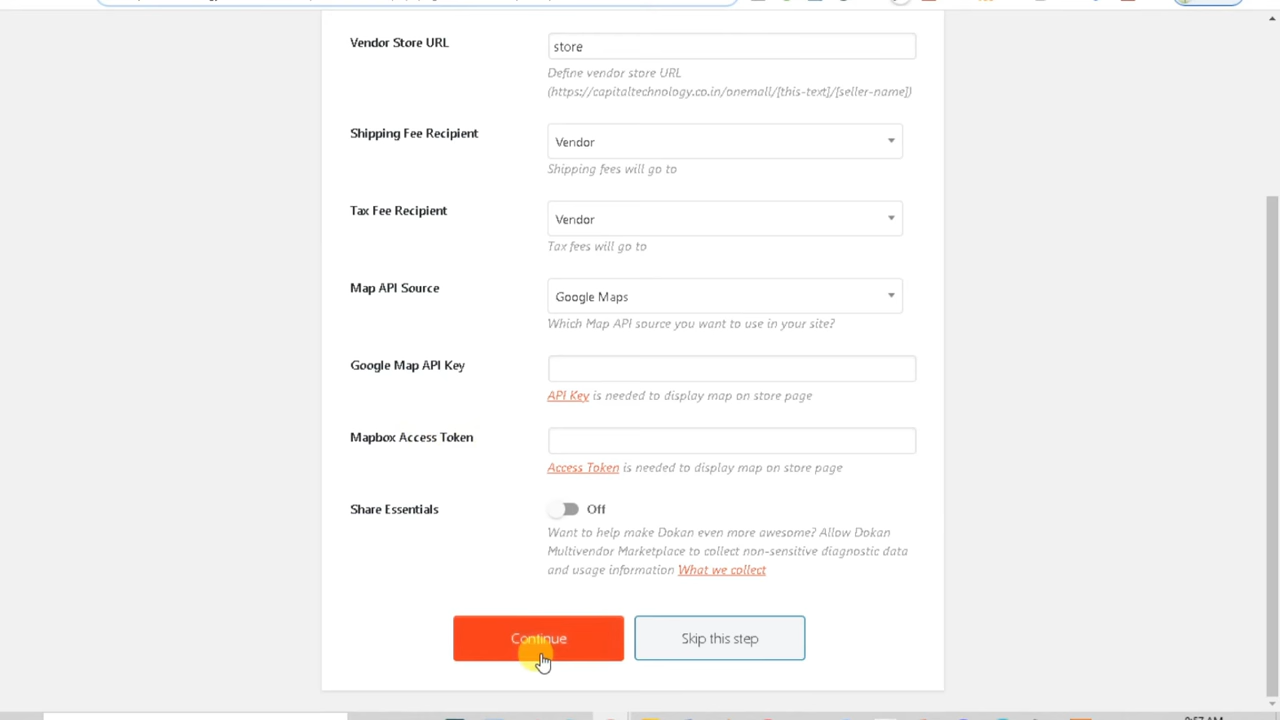 Vendor Store URL
store
Define vendor store URL
(https://capitaltechnology.co.in/onemall/[this-text]/[seller-name])
Shipping Fee Recipient
Vendor
Shipping fees will go to
Tax Fee Recipient
Vendor
Tax fees will go to
Map API Source
Google Maps
Which Map API source you want to use in your site?
Google Map API Key
API Key is needed to display map on store page
Mapbox Access Token
Access Token is needed to display map on store page
Share Essentials
Off
Want to help make Dokan even more awesome? Allow Dokan
Multivendor Marketplace to collect non-sensitive diagnostic data
and usage information What we collect
Continue
Skip this step